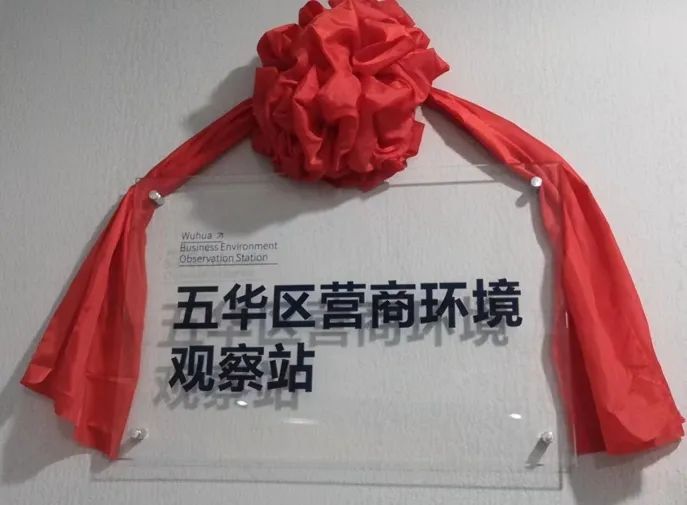 Wuhua ↗
Business Environment
Observation Station
五华区营商环境
观察站